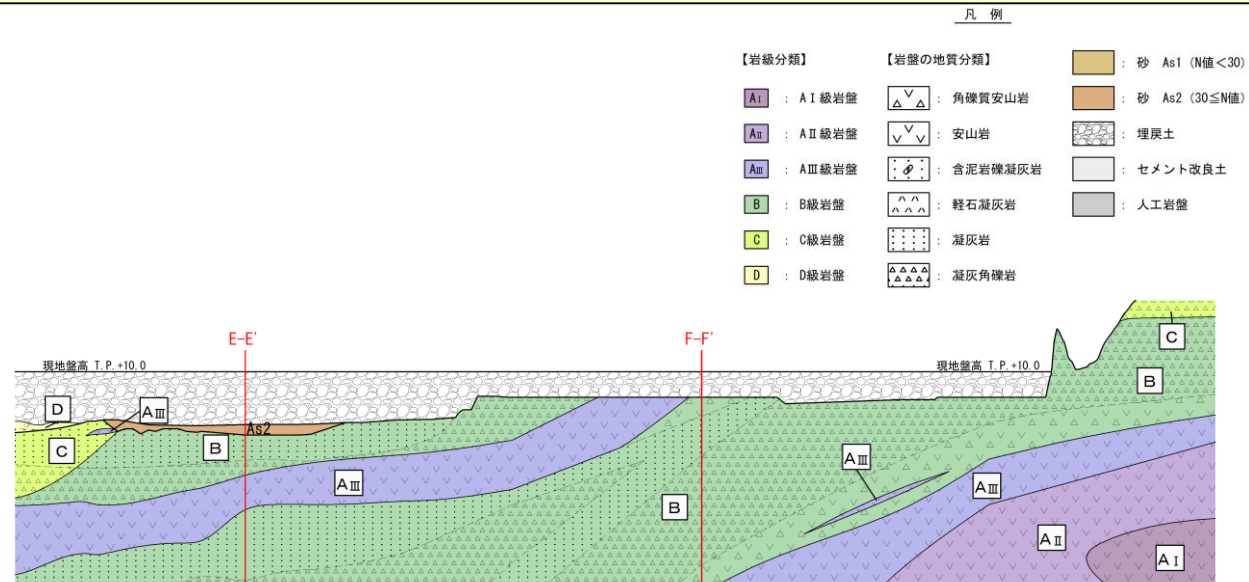 凡 例
【岩級分類】
AⅠ : AⅠ級岩盤
AⅡ : AⅡ級岩盤
AⅢ : AⅢ級岩盤
B : B級岩盤
C : C級岩盤
D : D級岩盤
【岩盤の地質分類】
: 角礫質安山岩
: 安山岩
: 含泥岩礫凝灰岩
: 軽石凝灰岩
: 凝灰岩
: 凝灰角礫岩
: 砂 As1 (N値<30)
: 砂 As2 (30≦N値)
: 埋戻土
: セメント改良土
: 人工岩盤
E-E'
F-F'
現地盤高 T.P.+10.0
現地盤高 T.P.+10.0
C
B
D
AⅢ
As2
C
B
AⅢ
AⅢ
AⅢ
B
AⅡ
AⅠ